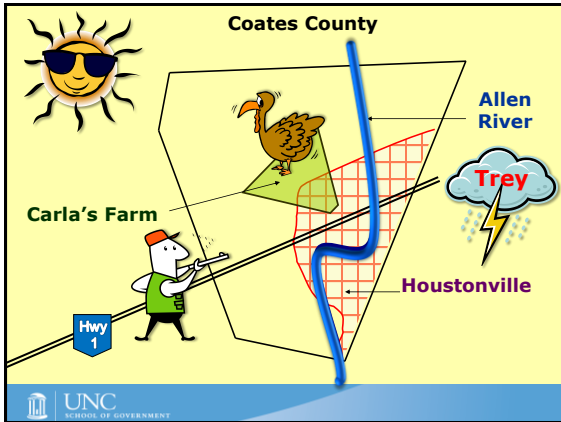 Coates County
Allen
River
Trey
Carla's Farm
Houstonville
Hwy
1
UNC
SCHOOL OF GOVERNMENT